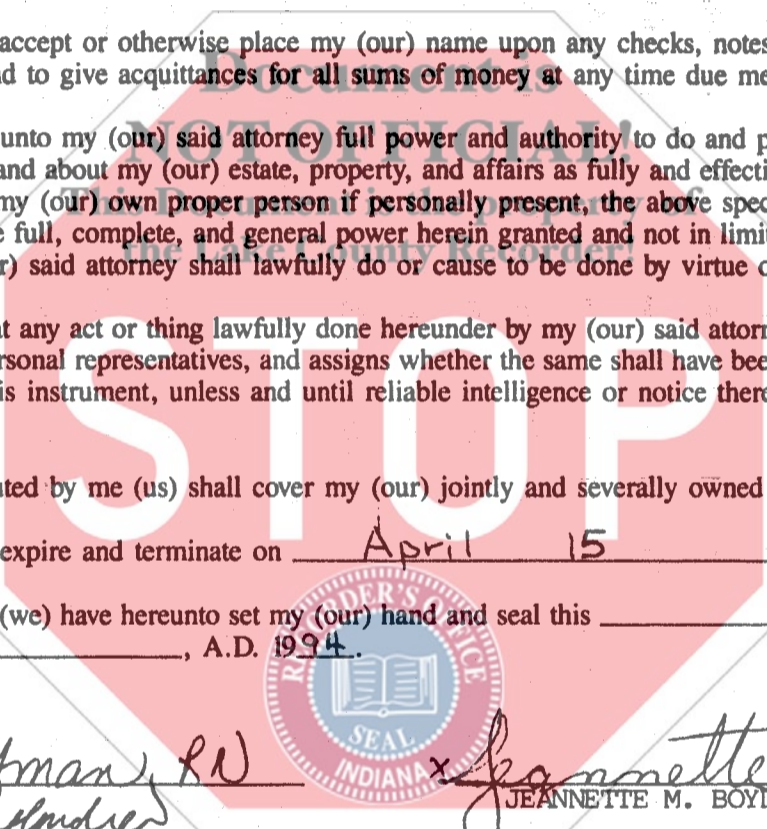 accept or otherwise place my (our) name upon any checks, notes
Document is
nd to give acquittances for all sums of money at any time due me
NOT OFFICIAL!
unto my (our) said attorney full power and authority to do and p
and about my (our) estate, property, and affairs as fully and effecti
This Document is the property of
my (our) own proper person if personally present, the above spec
e full, complete, and general power herein granted and not in limit
the Lake County Recorder!
r) said attorney shall lawfully do or cause to be done by virtue o
STOP
at any act or thing lawfully done hereunder by my (our) said attorn
rsonal representatives, and assigns whether the same shall have bee
is instrument, unless and until reliable intelligence or notice there
uted by me (us) shall cover my (our) jointly and severally owned
expire and terminate on April 15
(we) have hereunto set my (our) hand and seal this
, A.D. 1994.
RECORDER'S OFFICE
SEAL
INDIANA
man, RN
x Jeannette
JEANNETTE M. BOYD